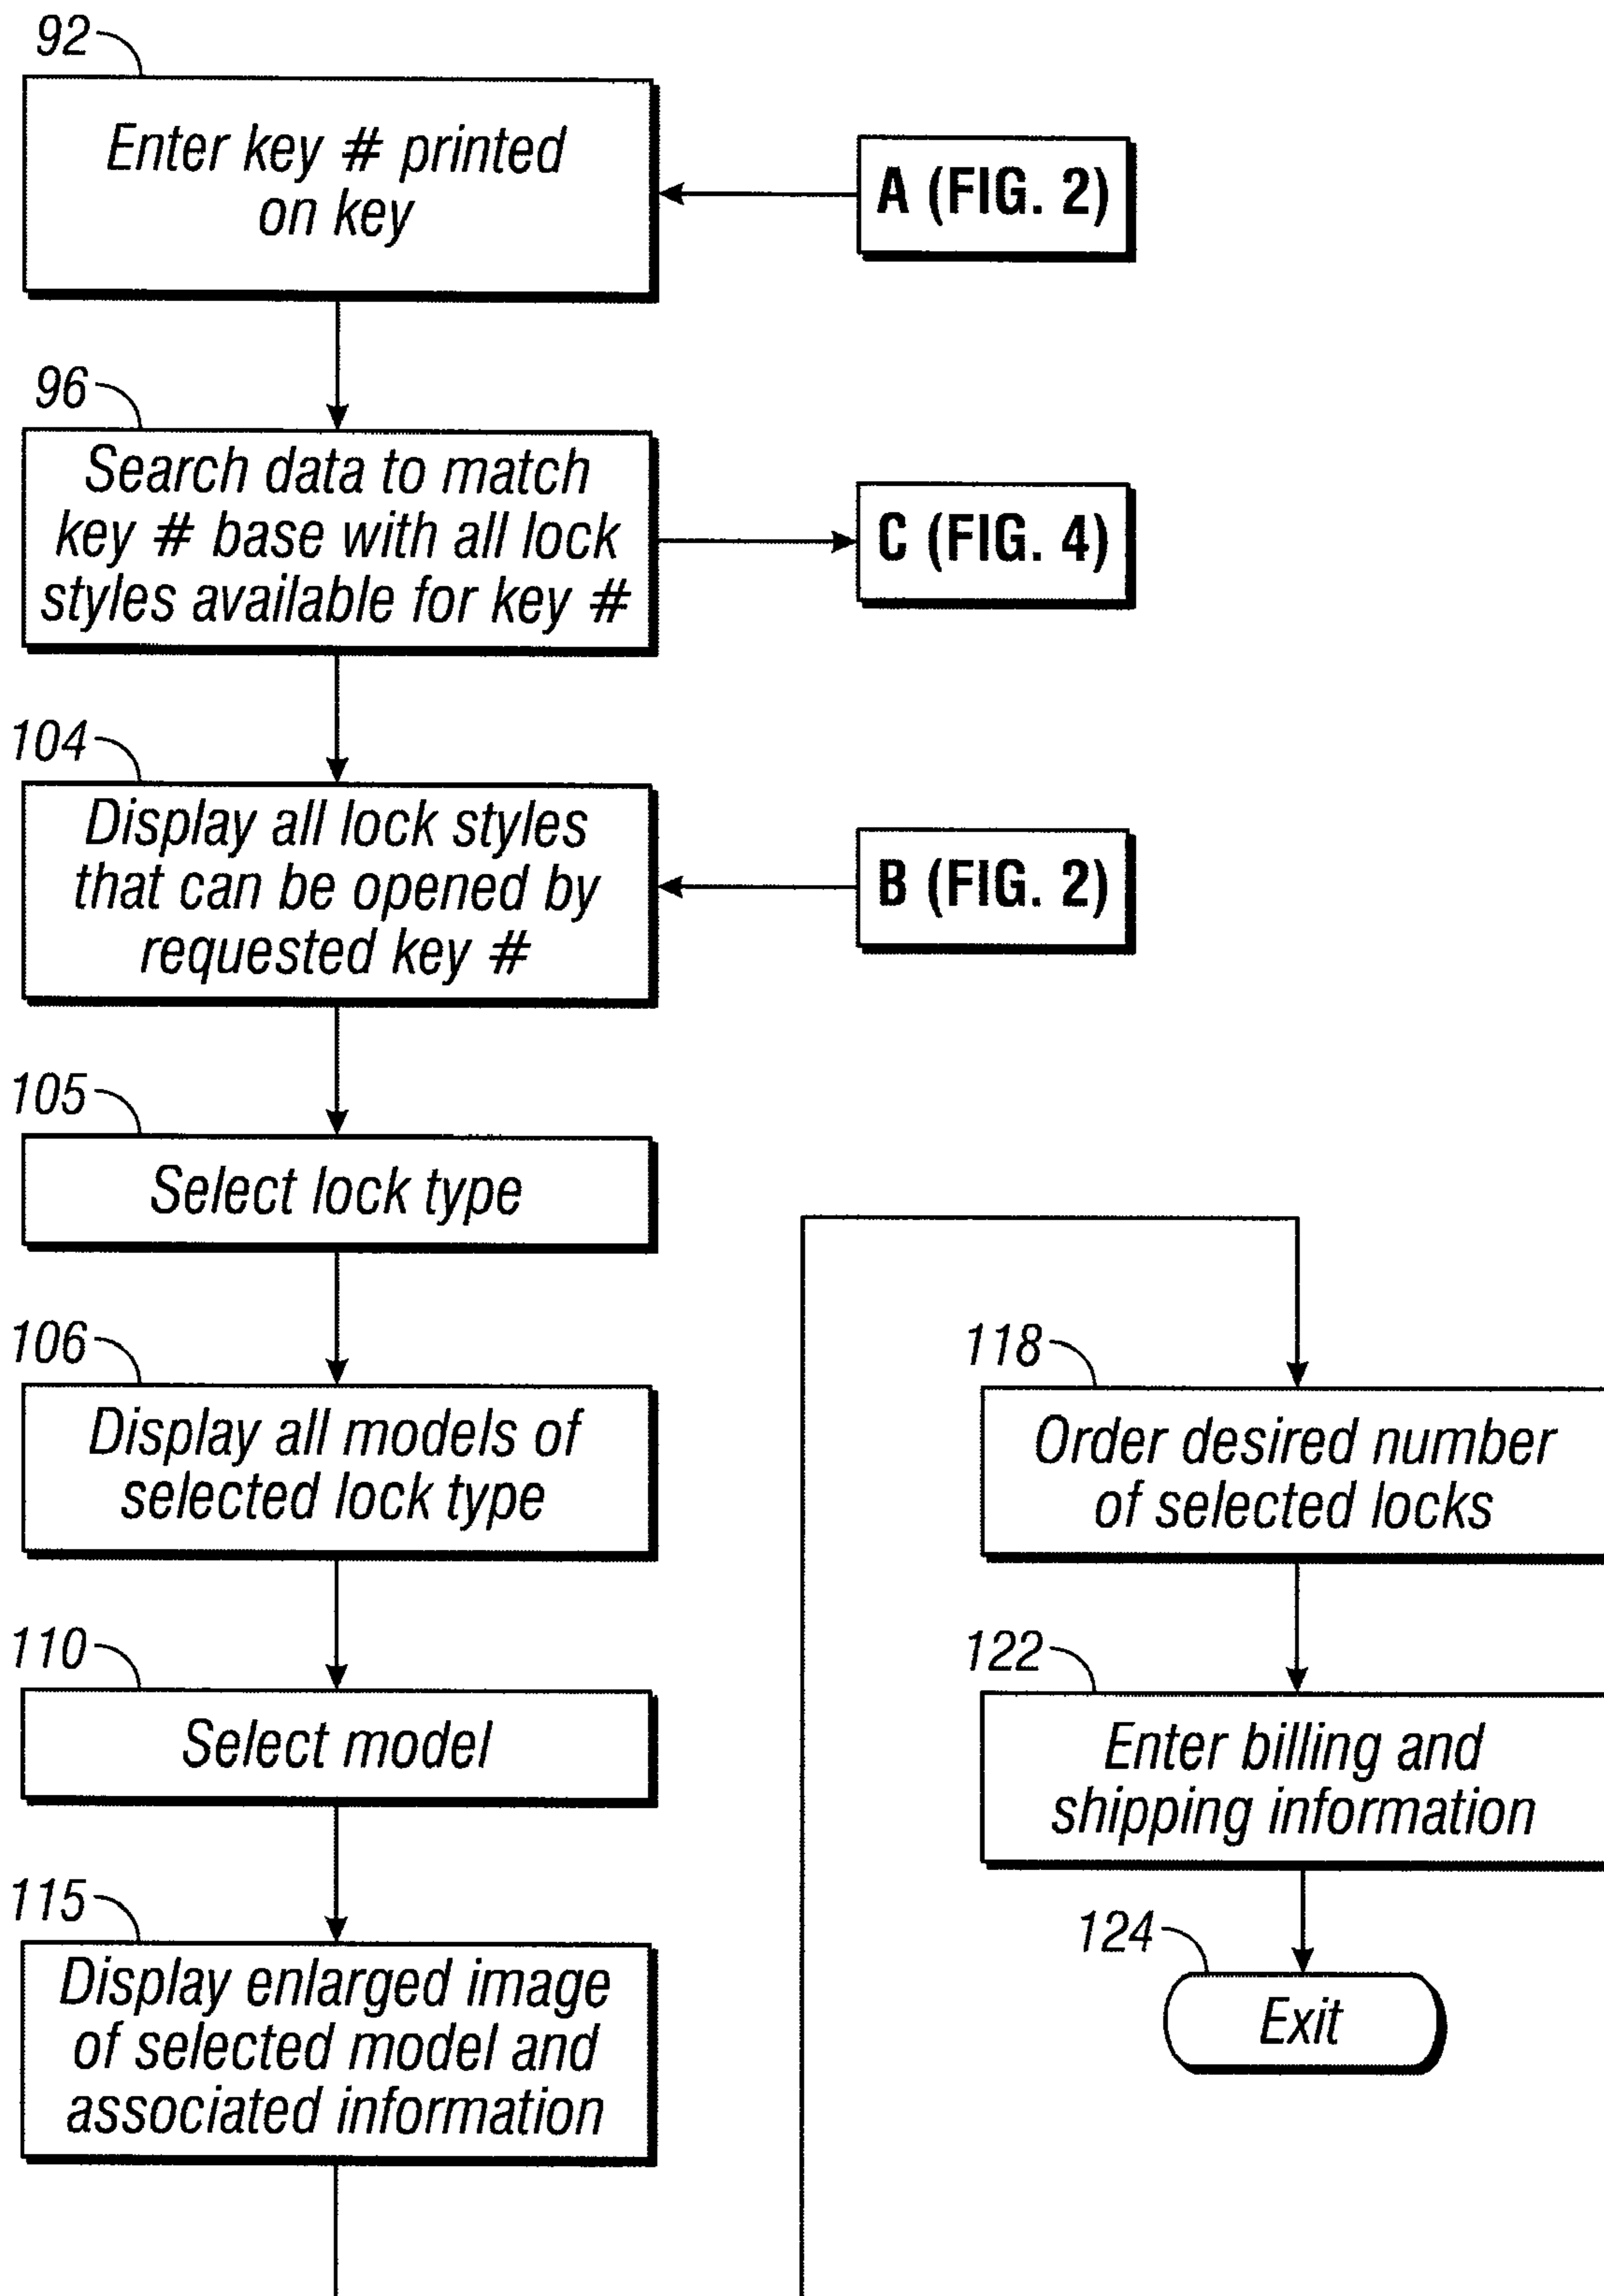 92
Enter key # printed
on key
A (FIG. 2)
96
Search data to match
key # base with all lock
styles available for key #
C (FIG. 4)
104
Display all lock styles
that can be opened by
requested key #
B (FIG. 2)
105
Select lock type
106
Display all models of
selected lock type
110
Select model
115
Display enlarged image
of selected model and
associated information
118
Order desired number
of selected locks
122
Enter billing and
shipping information
124
Exit